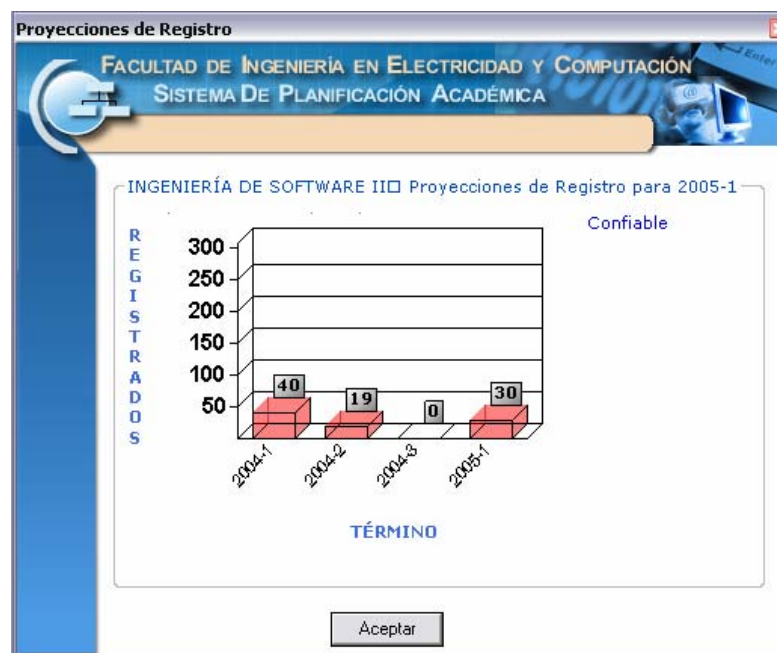 Proyecciones de Registro
FACULTAD DE INGENIERÍA EN ELECTRICIDAD Y COMPUTACIÓN
SISTEMA DE PLANIFICACIÓN ACADÉMICA
INGENIERÍA DE SOFTWARE II□ Proyecciones de Registro para 2005-1
Confiable
REGISTRADOS
300
250
200
150
100
50
40
19
0
30
2004-1
2004-2
2004-3
2005-1
TÉRMINO
Aceptar